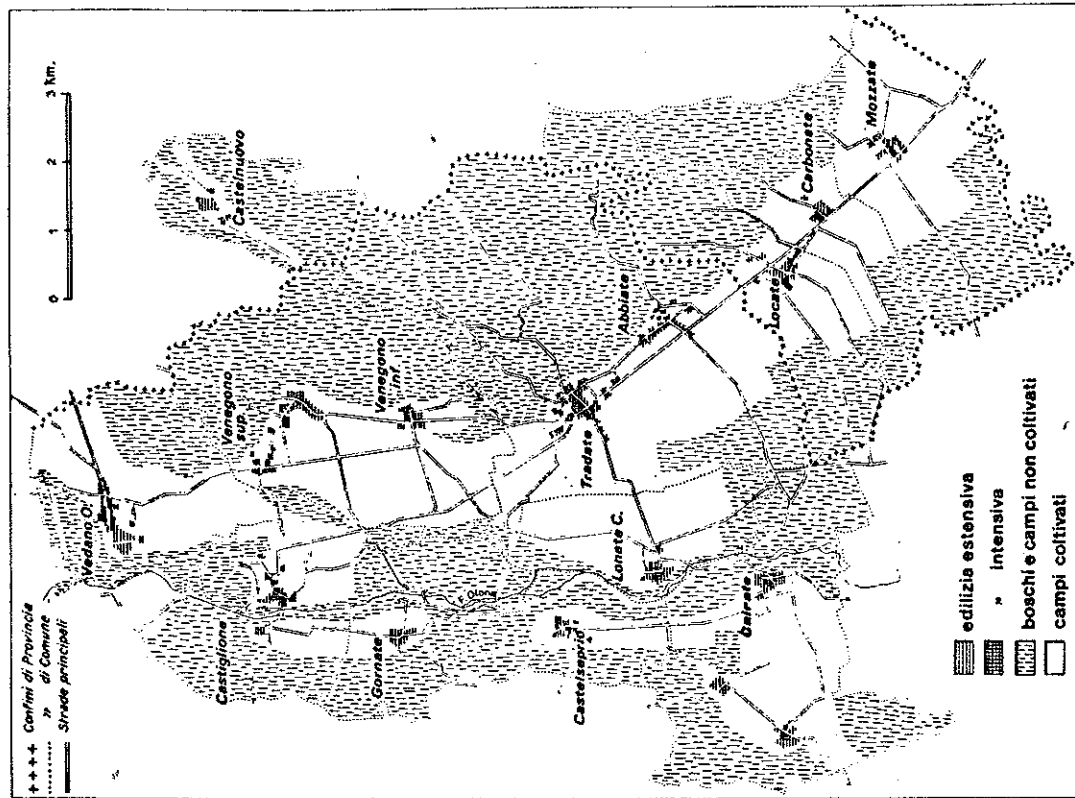 ++++ Confini di Provincia
........ » di Comune
Strade principali
0 1 2 3 km.
Vedano O.
Castelnuovo
Venegono
sup.
Venegono
inf.
Castiglione
Gornate
F. Olona
Abbiate
Tradate
Lonate C.
Castelseprio
Cairate
Locate
Carbonate
Mozzate
edilizia estensiva
» intensiva
boschi e campi non coltivati
campi coltivati